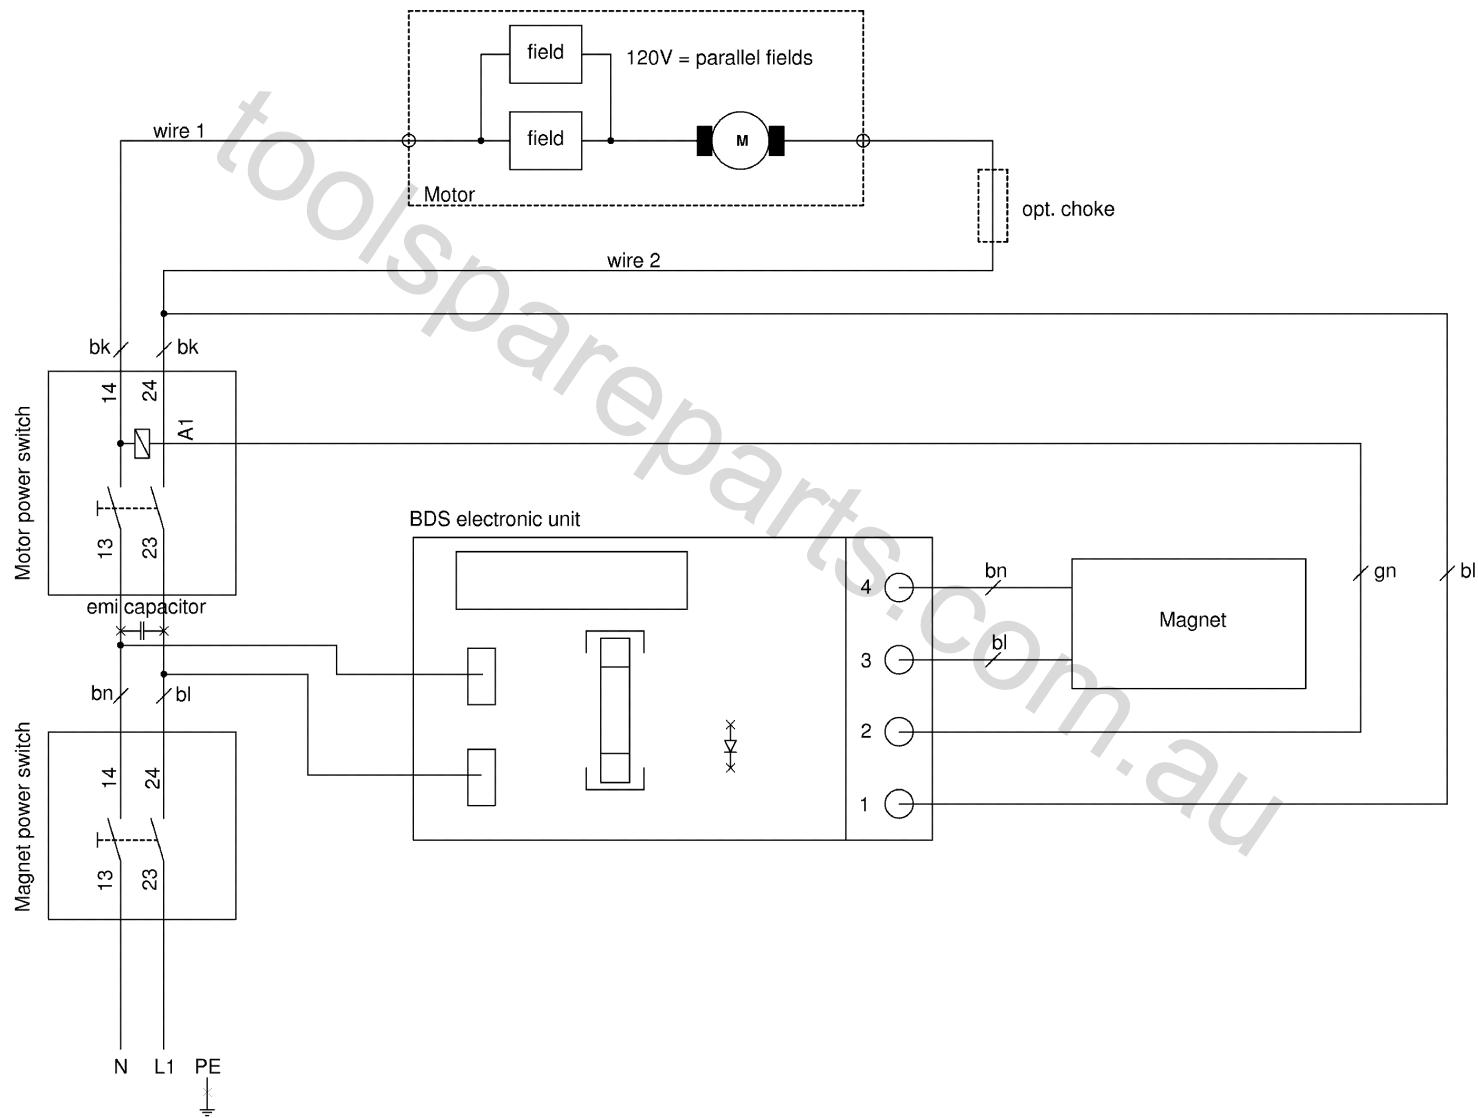 field
120V = parallel fields
field
M
wire 1
Motor
opt. choke
wire 2
bk
bk
14
24
A1
Motor power switch
13
23
BDS electronic unit
emi capacitor
4
bn
3
bl
Magnet
2
1
gn
bl
bn
bl
Magnet power switch
14
24
13
23
N
L1
PE
toolspareparts.com.au